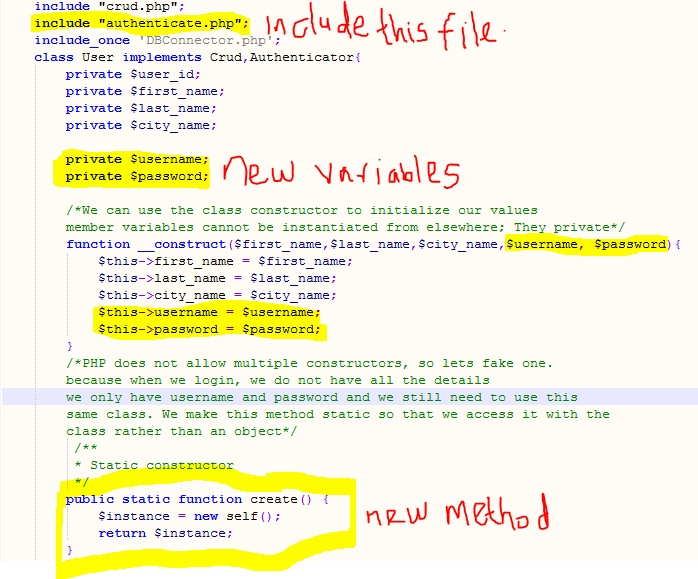 include "crud.php";
include "authenticate.php"; include this file.
include_once 'DBConnector.php';
class User implements Crud,Authenticator{
private $user_id;
private $first_name;
private $last_name;
private $city_name;
private $username;
private $password; new variables
/*We can use the class constructor to initialize our values
member variables cannot be instantiated from elsewhere; They private*/
function __construct($first_name,$last_name,$city_name,$username, $password){
$this->first_name = $first_name;
$this->last_name = $last_name;
$this->city_name = $city_name;
$this->username = $username;
$this->password = $password;
}
/*PHP does not allow multiple constructors, so lets fake one.
because when we login, we do not have all the details
we only have username and password and we still need to use this
same class. We make this method static so that we access it with the
class rather than an object*/
/**
* Static constructor
*/
public static function create() {
$instance = new self(); new method
return $instance;
}